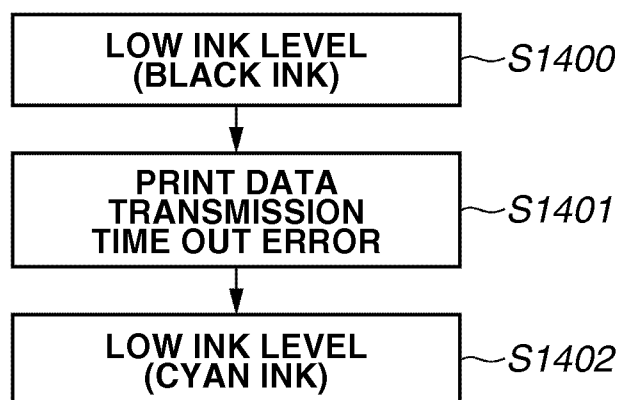 LOW INK LEVEL
(BLACK INK)
S1400
PRINT DATA
TRANSMISSION
TIME OUT ERROR
S1401
LOW INK LEVEL
(CYAN INK)
S1402